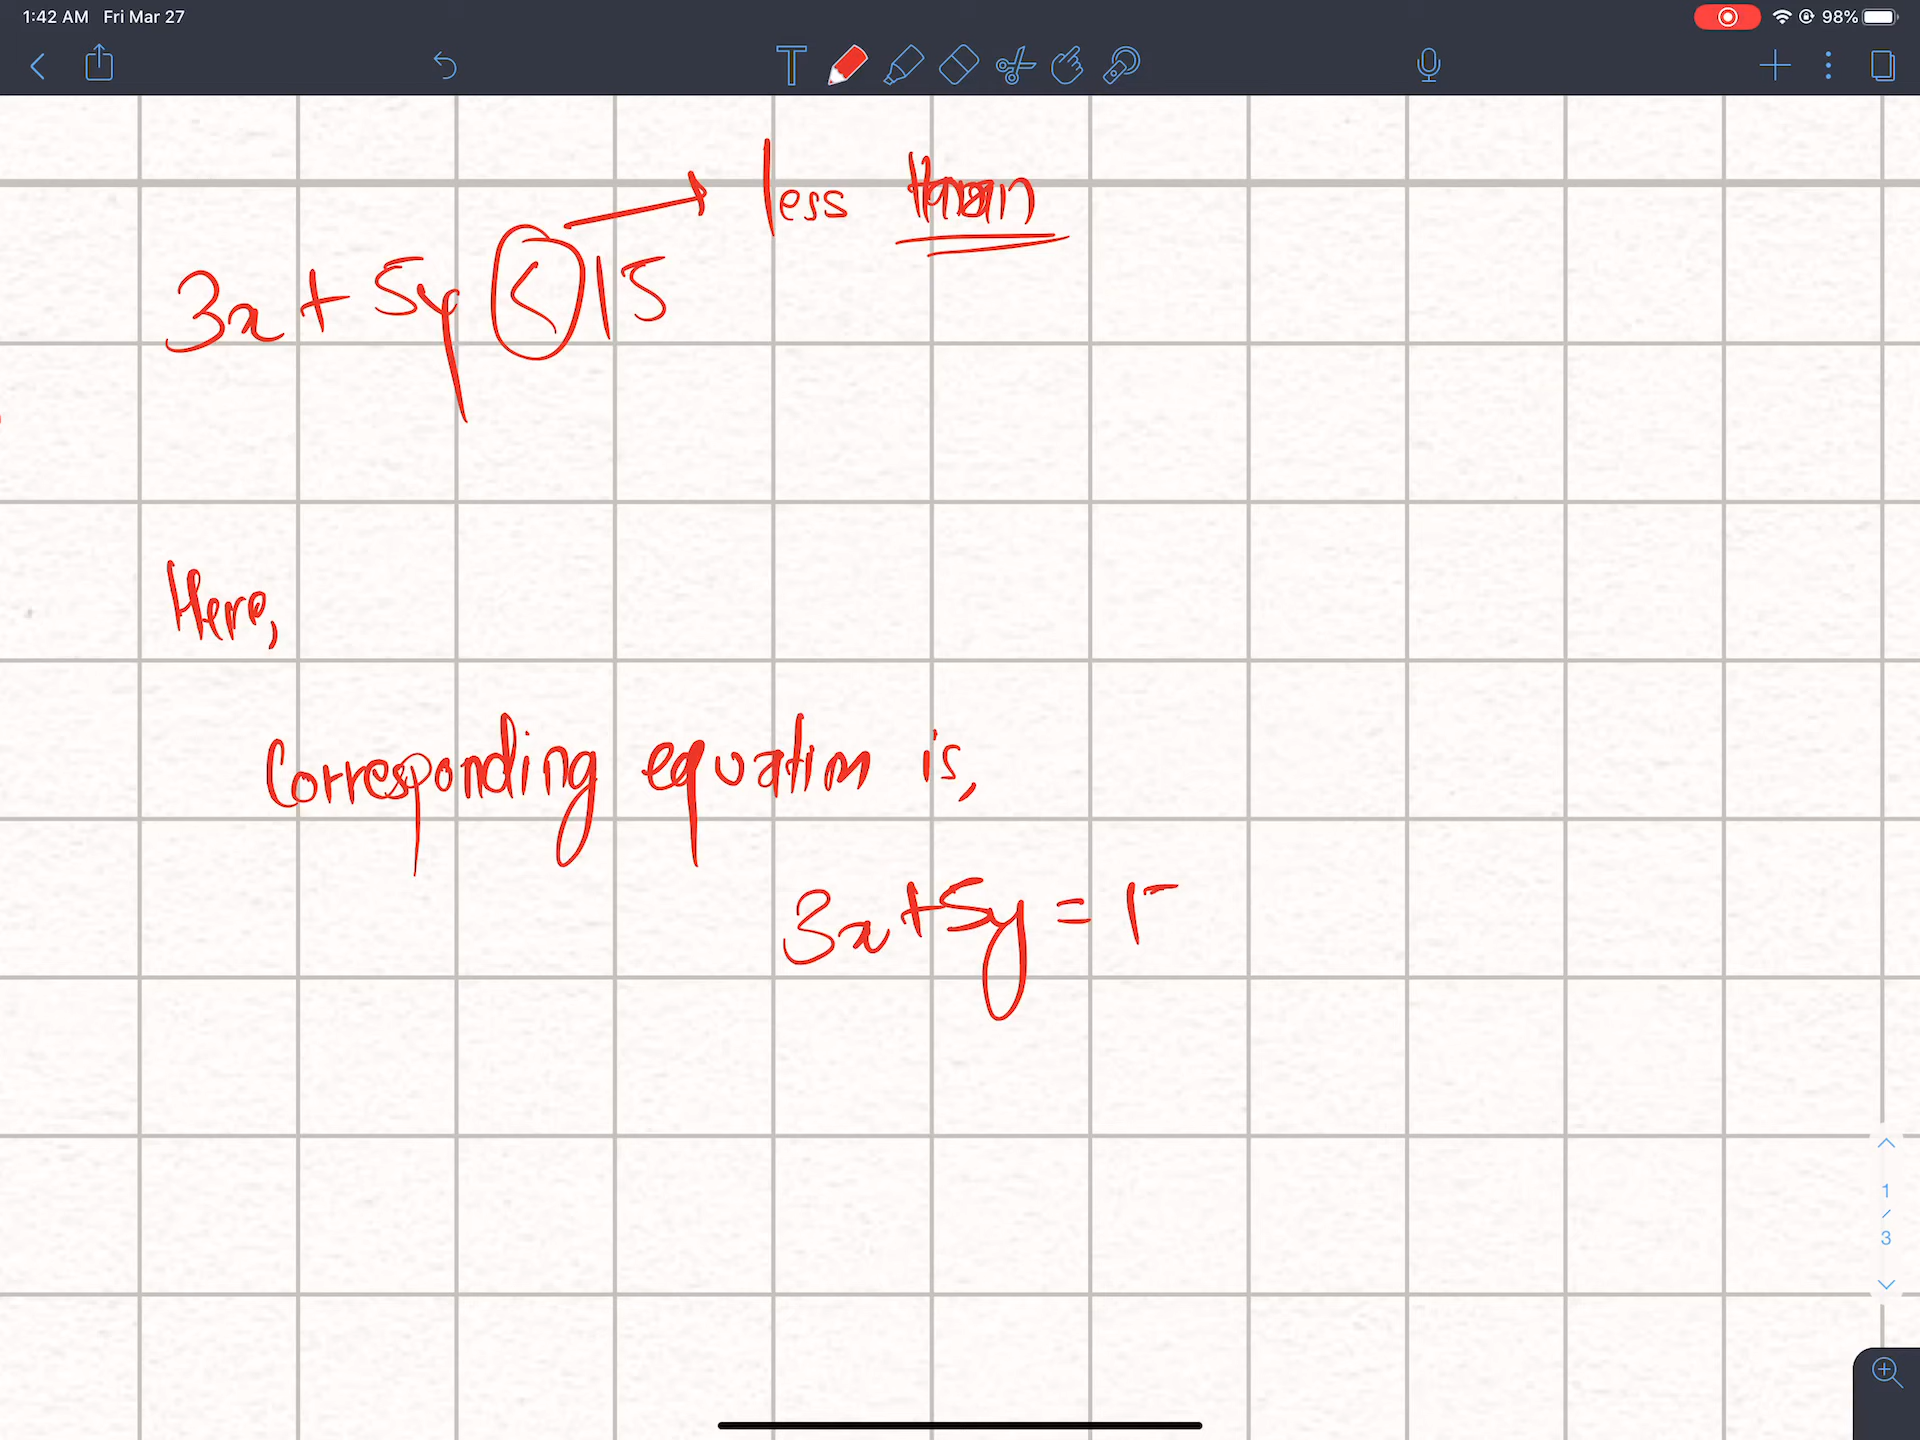 1:42 AM Fri Mar 27
98%
less than
3x + 5y < 15
Here,
Corresponding equation is,
3x+5y = 1
1
/
3